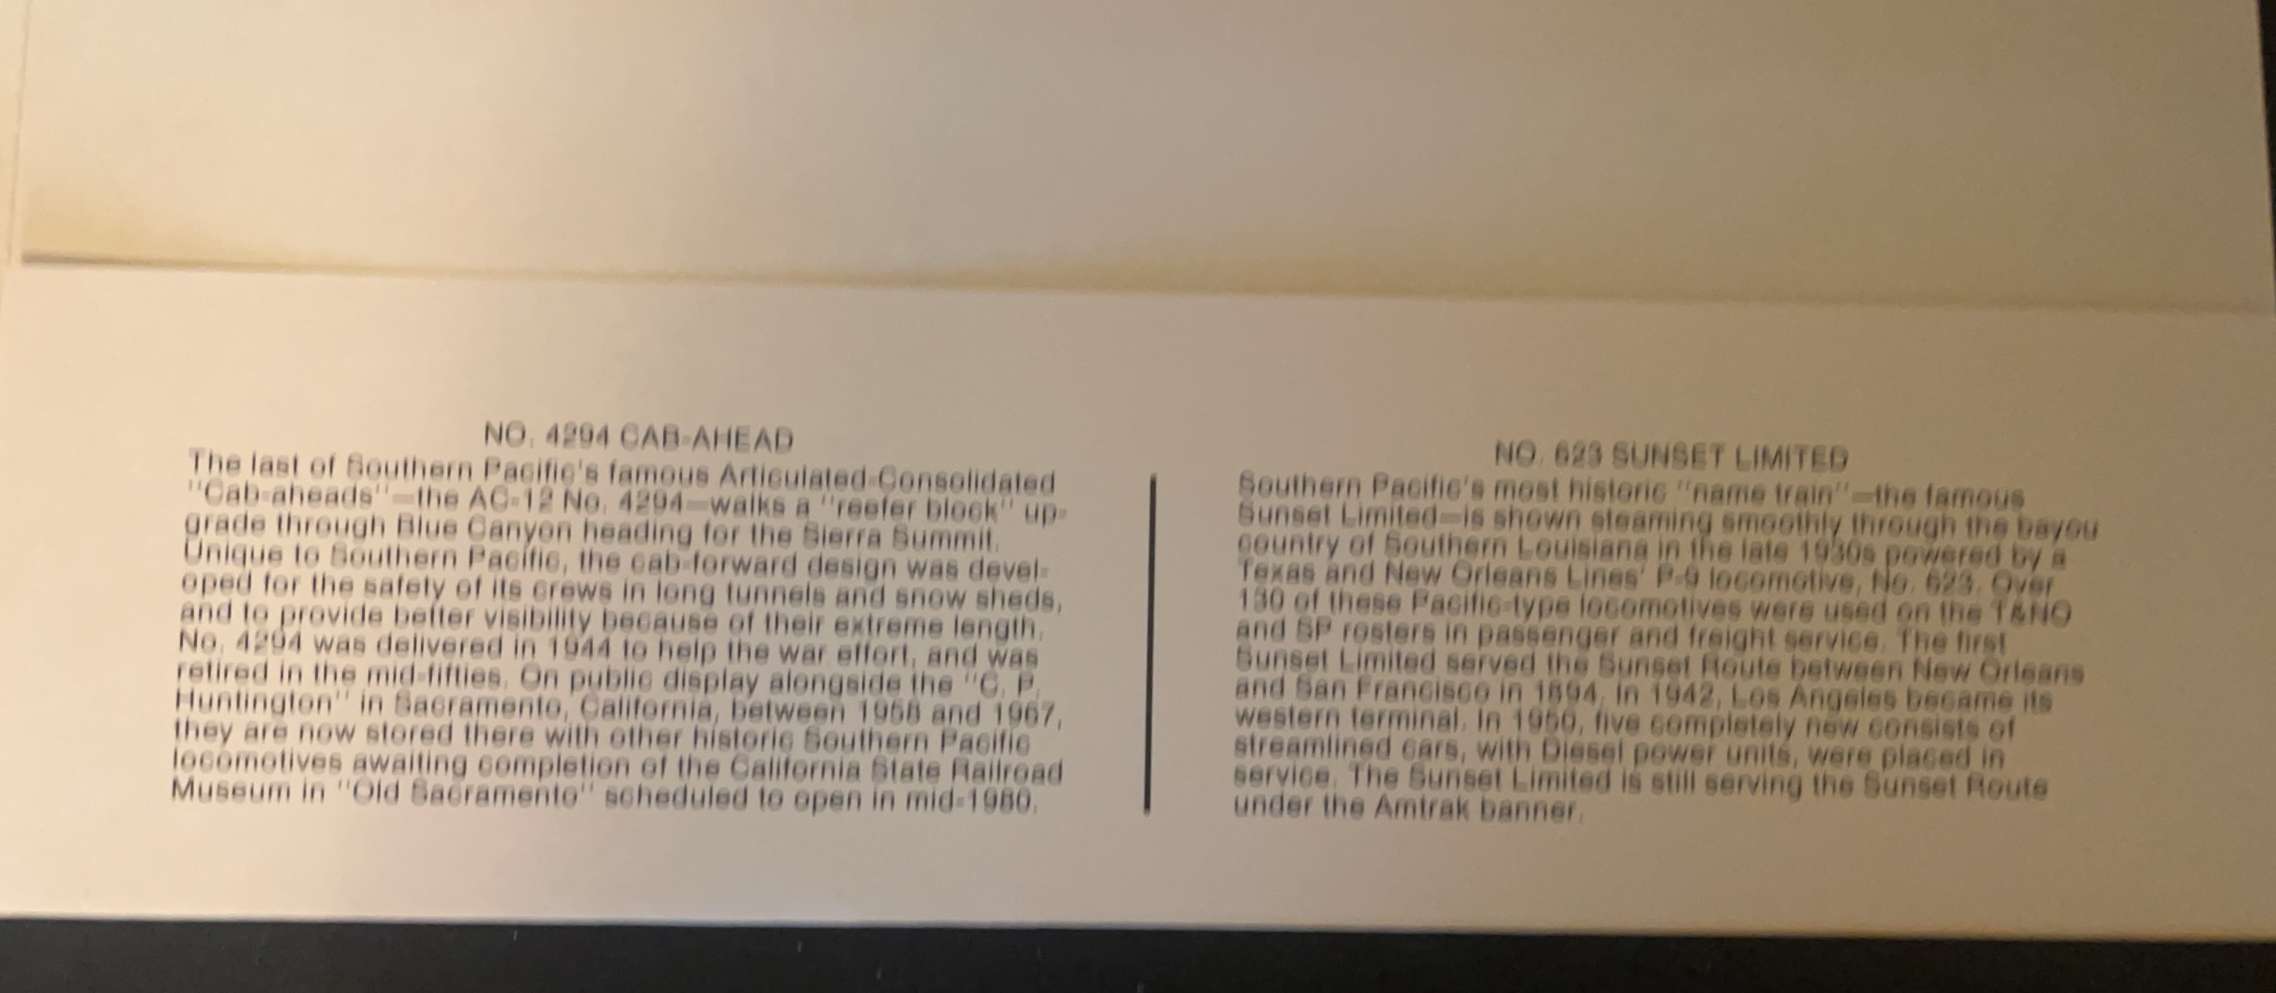 NO. 4294 CAB-AHEAD
The last of Southern Pacific's famous Articulated-Consolidated
"Cab-aheads"—the AC-12 No. 4294—walks a "reefer block" up-
grade through Blue Canyon heading for the Sierra Summit.
Unique to Southern Pacific, the cab-forward design was devel-
oped for the safety of its crews in long tunnels and snow sheds,
and to provide better visibility because of their extreme length.
No. 4294 was delivered in 1944 to help the war effort, and was
retired in the mid-fifties. On public display alongside the "C. P.
Huntington" in Sacramento, California, between 1958 and 1967,
they are now stored there with other historic Southern Pacific
locomotives awaiting completion of the California State Railroad
Museum in "Old Sacramento" scheduled to open in mid-1980.
NO. 623 SUNSET LIMITED
Southern Pacific's most historic "name train"—the famous
Sunset Limited—is shown steaming smoothly through the bayou
country of Southern Louisiana in the late 1930s powered by a
Texas and New Orleans Lines' P-9 locomotive, No. 623. Over
130 of these Pacific-type locomotives were used on the T&NO
and SP rosters in passenger and freight service. The first
Sunset Limited served the Sunset Route between New Orleans
and San Francisco in 1894. In 1942, Los Angeles became its
western terminal. In 1950, five completely new consists of
streamlined cars, with Diesel power units, were placed in
service. The Sunset Limited is still serving the Sunset Route
under the Amtrak banner.